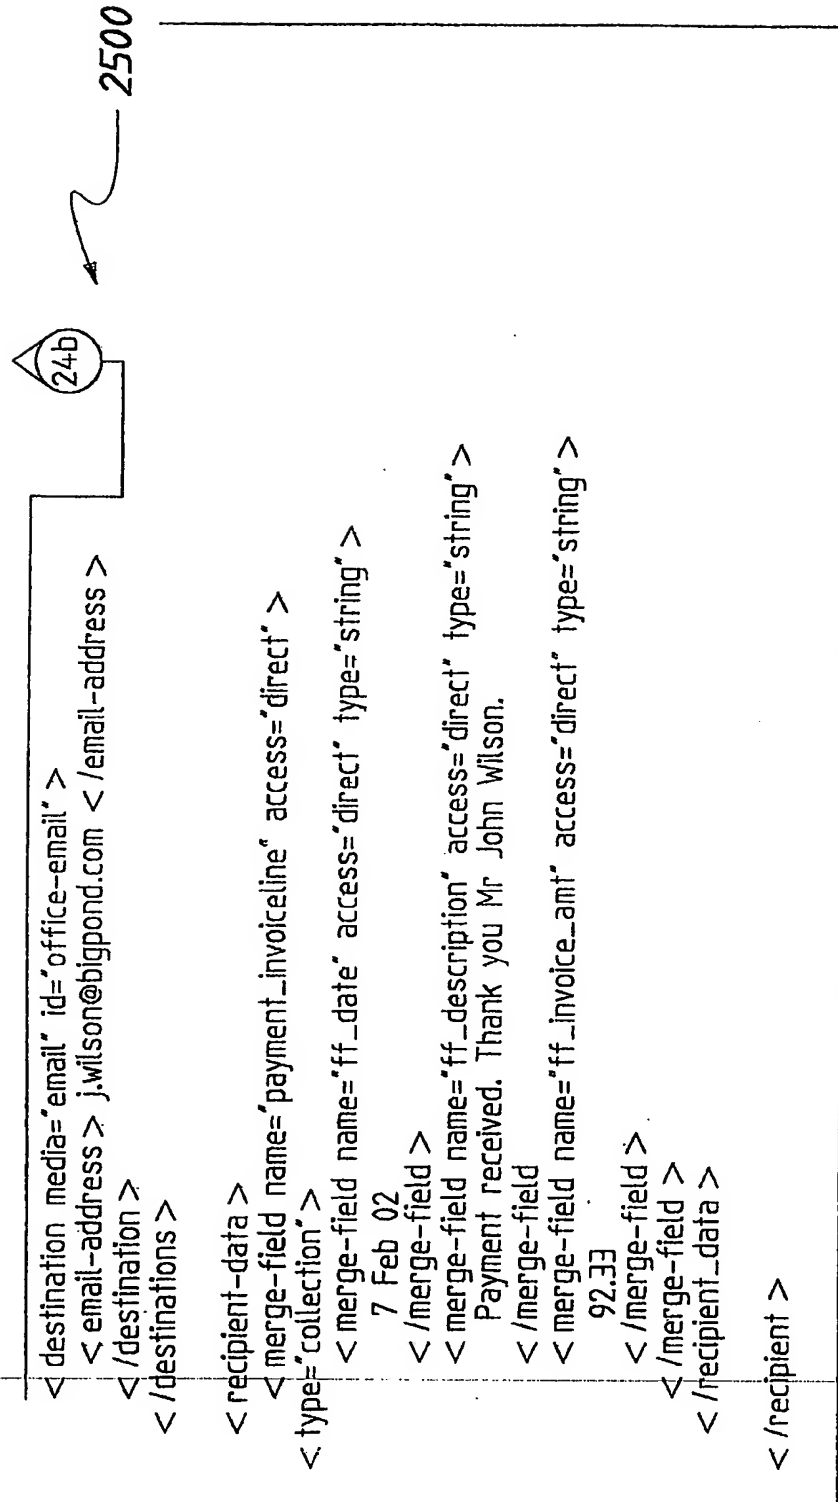 2500
24b
< destination media="email" id="office-email" >
< email-address > j.wilson@bigpond.com < /email-address >
< /destination >
< /destinations >
< recipient-data >
< merge-field name="payment_invoiceline" access="direct" >
< type="collection" >
< merge-field name="ff_date" access="direct" type="string" >
7 Feb 02
< /merge-field >
< merge-field name="ff_description" access="direct" type="string" >
Payment received. Thank you Mr John Wilson.
< /merge-field
< merge-field name="ff_invoice_amt" access="direct" type="string" >
92.33
< /merge-field >
< /merge-field >
< /recipient_data >
< /recipient >